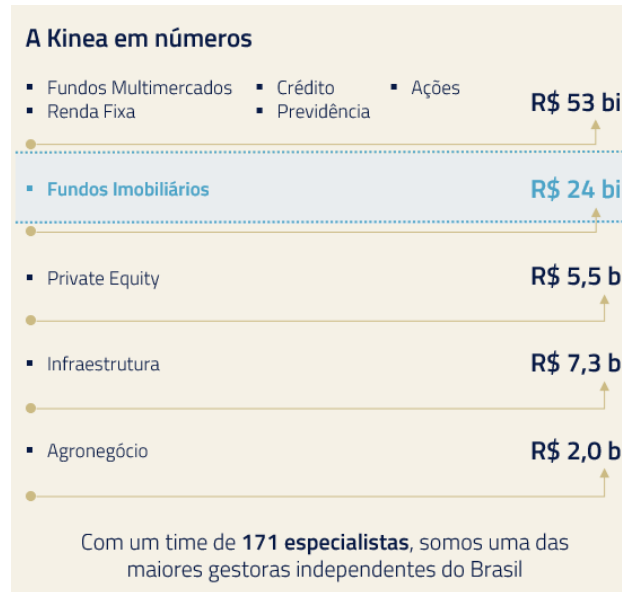 A Kinea em números
▪ Fundos Multimercados ▪ Crédito ▪ Ações
▪ Renda Fixa ▪ Previdência
R$ 53 bi
▪ Fundos Imobiliários R$ 24 bi
▪ Private Equity R$ 5,5 b
▪ Infraestrutura R$ 7,3 b
▪ Agronegócio R$ 2,0 b
Com um time de 171 especialistas, somos uma das
maiores gestoras independentes do Brasil